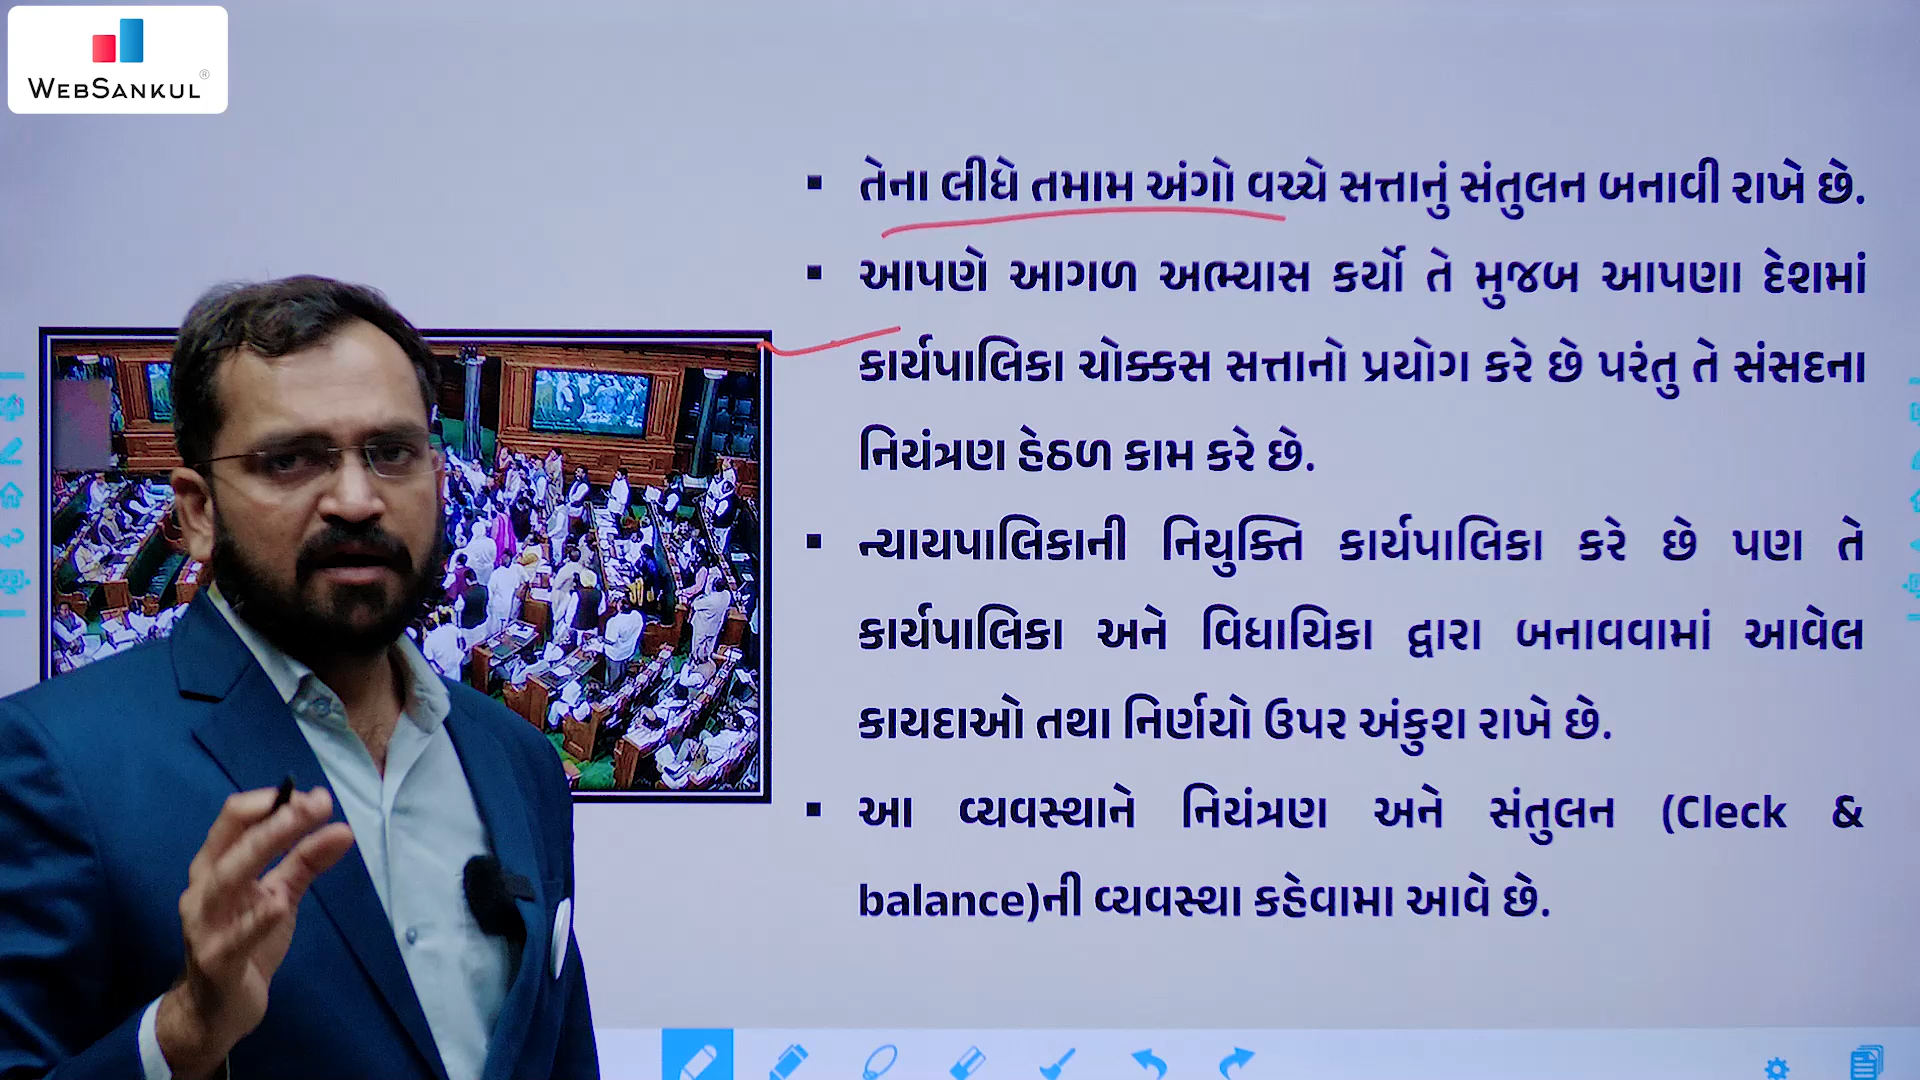 WEBSANKUL®
▪ તેના લીધે તમામ અંગો વચ્ચે સત્તાનું સંતુલન બનાવી રાખે છે.
▪ આપણે આગળ અભ્યાસ કર્યો તે મુજબ આપણા દેશમાં
કાર્યપાલિકા ચોક્કસ સત્તાનો પ્રયોગ કરે છે પરંતુ તે સંસદના
નિયંત્રણ હેઠળ કામ કરે છે.
▪ ન્યાયપાલિકાની નિયુક્તિ કાર્યપાલિકા કરે છે પણ તે
કાર્યપાલિકા અને વિધાયિકા દ્વારા બનાવવામાં આવેલ
કાયદાઓ તથા નિર્ણયો ઉપર અંકુશ રાખે છે.
▪ આ વ્યવસ્થાને નિયંત્રણ અને સંતુલન (Cleck &
balance)ની વ્યવસ્થા કહેવામા આવે છે.